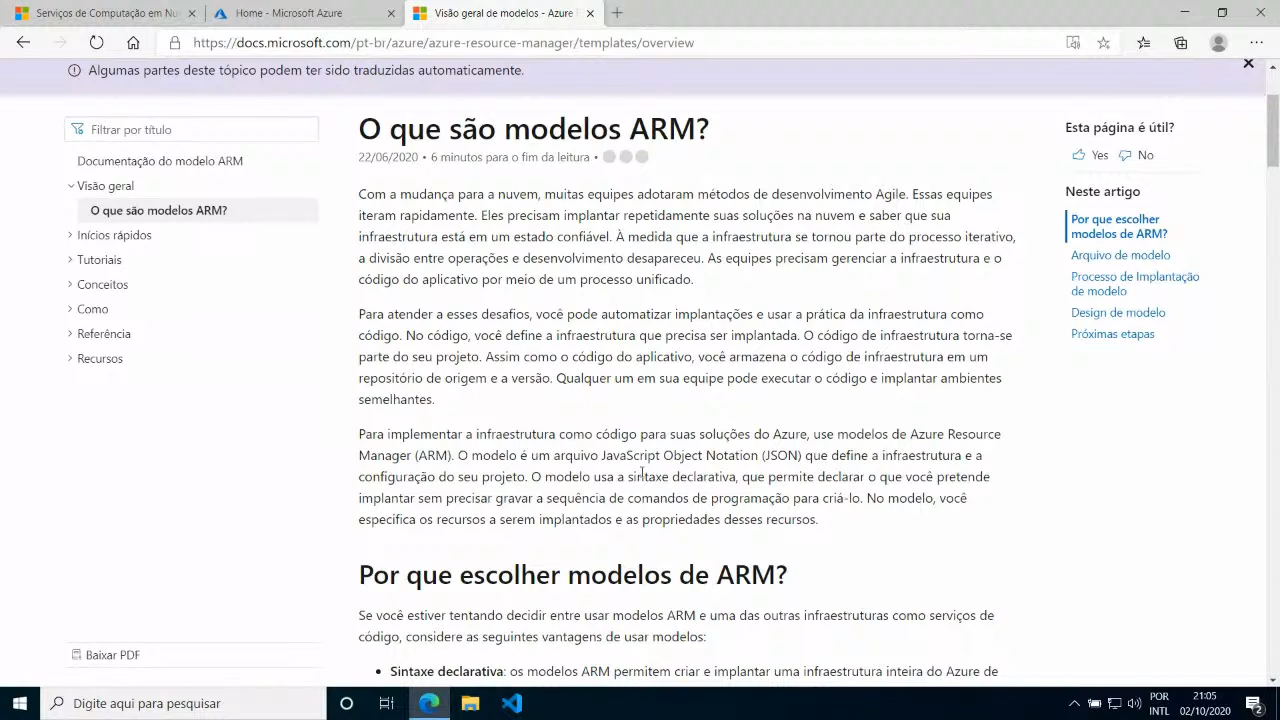 Serviços de Computação em Nu
Home - Microsoft Azure
Visão geral de modelos - Azure
https://docs.microsoft.com/pt-br/azure/azure-resource-manager/templates/overview
Algumas partes deste tópico podem ter sido traduzidas automaticamente.
Filtrar por título
Documentação do modelo ARM
Visão geral
O que são modelos ARM?
Inícios rápidos
Tutoriais
Conceitos
Como
Referência
Recursos
Baixar PDF
O que são modelos ARM?
22/06/2020 • 6 minutos para o fim da leitura •
Com a mudança para a nuvem, muitas equipes adotaram métodos de desenvolvimento Agile. Essas equipes
iteram rapidamente. Eles precisam implantar repetidamente suas soluções na nuvem e saber que sua
infraestrutura está em um estado confiável. À medida que a infraestrutura se tornou parte do processo iterativo,
a divisão entre operações e desenvolvimento desapareceu. As equipes precisam gerenciar a infraestrutura e o
código do aplicativo por meio de um processo unificado.
Para atender a esses desafios, você pode automatizar implantações e usar a prática da infraestrutura como
código. No código, você define a infraestrutura que precisa ser implantada. O código de infraestrutura torna-se
parte do seu projeto. Assim como o código do aplicativo, você armazena o código de infraestrutura em um
repositório de origem e a versão. Qualquer um em sua equipe pode executar o código e implantar ambientes
semelhantes.
Para implementar a infraestrutura como código para suas soluções do Azure, use modelos de Azure Resource
Manager (ARM). O modelo é um arquivo JavaScript Object Notation (JSON) que define a infraestrutura e a
configuração do seu projeto. O modelo usa a sintaxe declarativa, que permite declarar o que você pretende
implantar sem precisar gravar a sequência de comandos de programação para criá-lo. No modelo, você
especifica os recursos a serem implantados e as propriedades desses recursos.
Por que escolher modelos de ARM?
Se você estiver tentando decidir entre usar modelos ARM e uma das outras infraestruturas como serviços de
código, considere as seguintes vantagens de usar modelos:
• Sintaxe declarativa: os modelos ARM permitem criar e implantar uma infraestrutura inteira do Azure de
Esta página é útil?
Yes No
Neste artigo
Por que escolher
modelos de ARM?
Arquivo de modelo
Processo de Implantação
de modelo
Design de modelo
Próximas etapas
Digite aqui para pesquisar
POR
INTL
21:05
02/10/2020
2